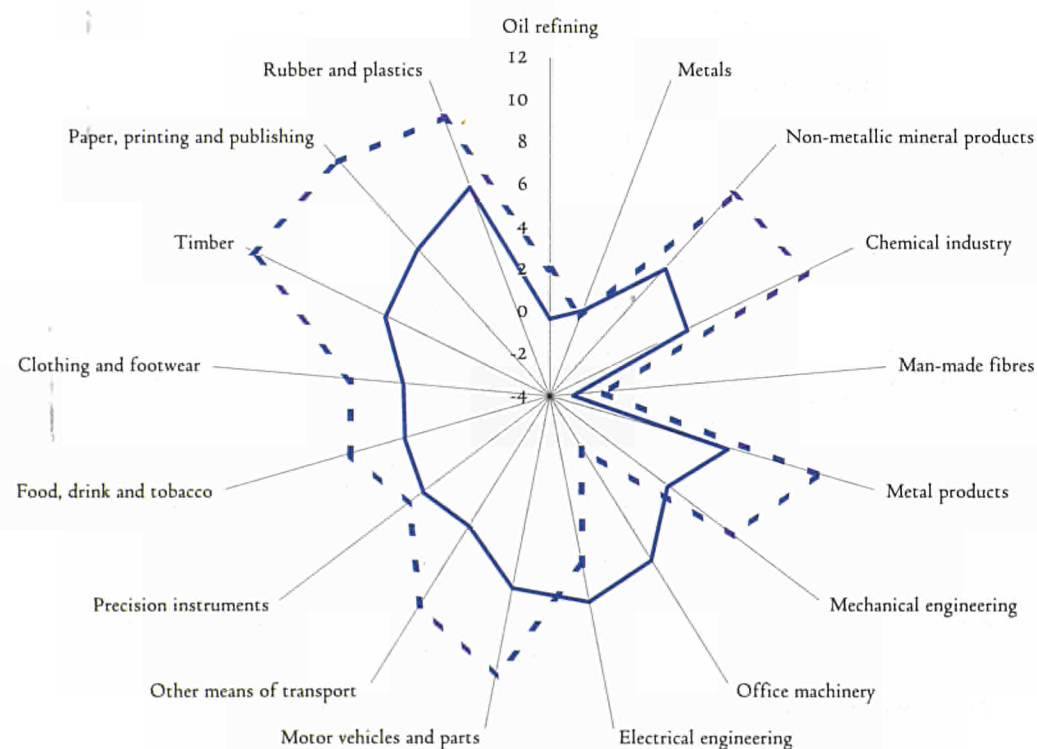 Oil refining
12
Rubber and plastics
Metals
10
Paper, printing and publishing
8
Non-metallic mineral products
6
4
Timber
Chemical industry
2
0
-2
Clothing and footwear
Man-made fibres
-4
Food, drink and tobacco
Metal products
Precision instruments
Mechanical engineering
Other means of transport
Office machinery
Motor vehicles and parts
Electrical engineering